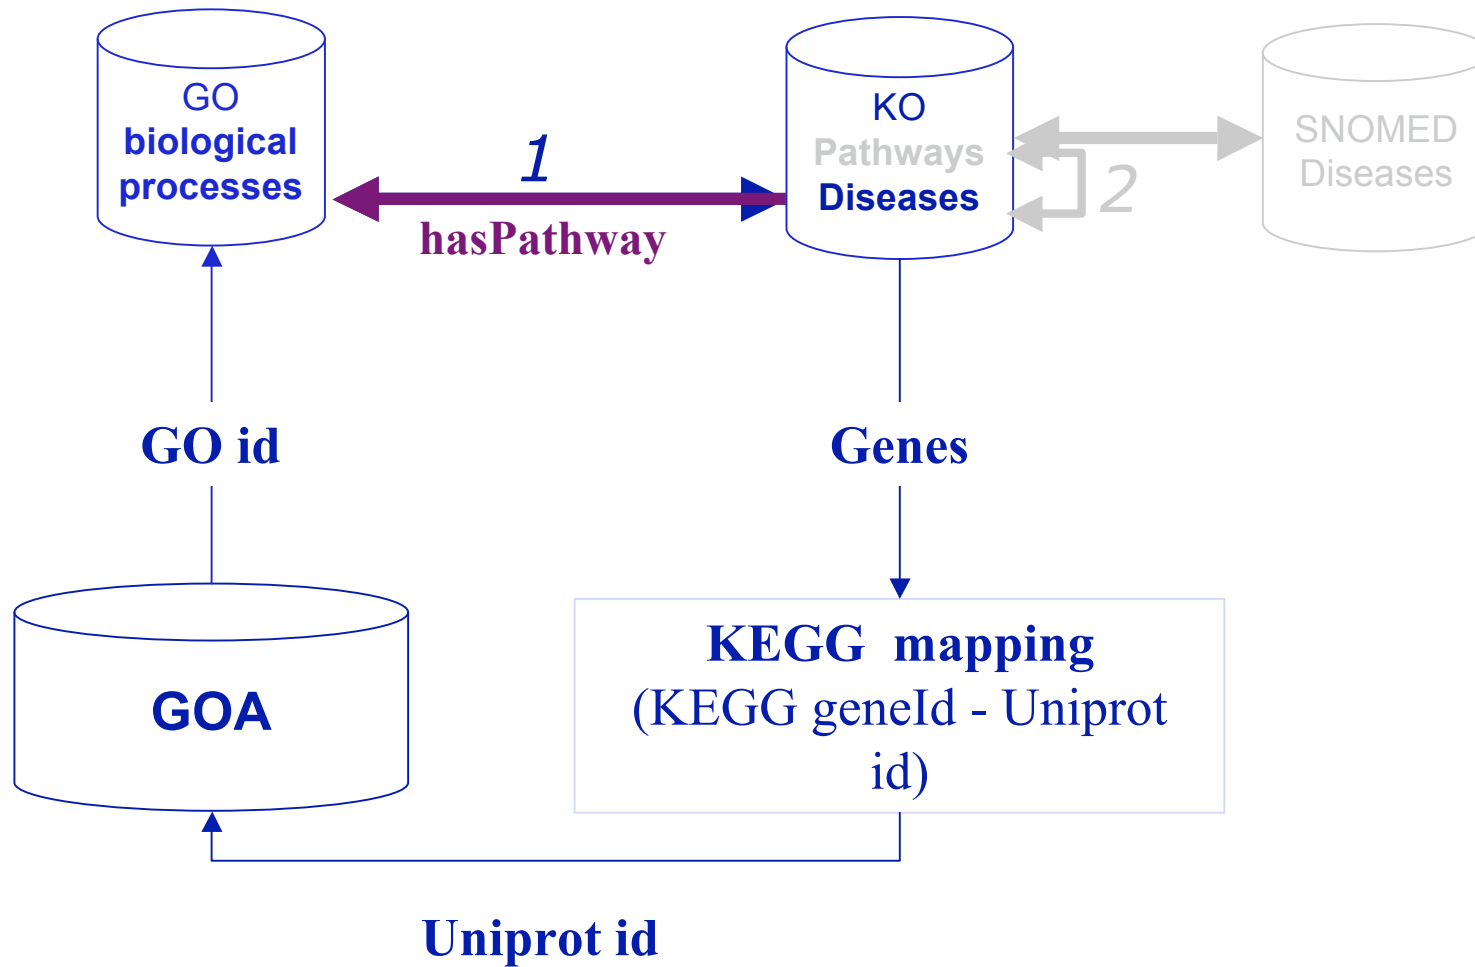 GO
biological
processes
1
hasPathway
KO
Pathways
Diseases
2
SNOMED
Diseases
GO id
Genes
GOA
KEGG mapping
(KEGG geneId - Uniprot
id)
Uniprot id